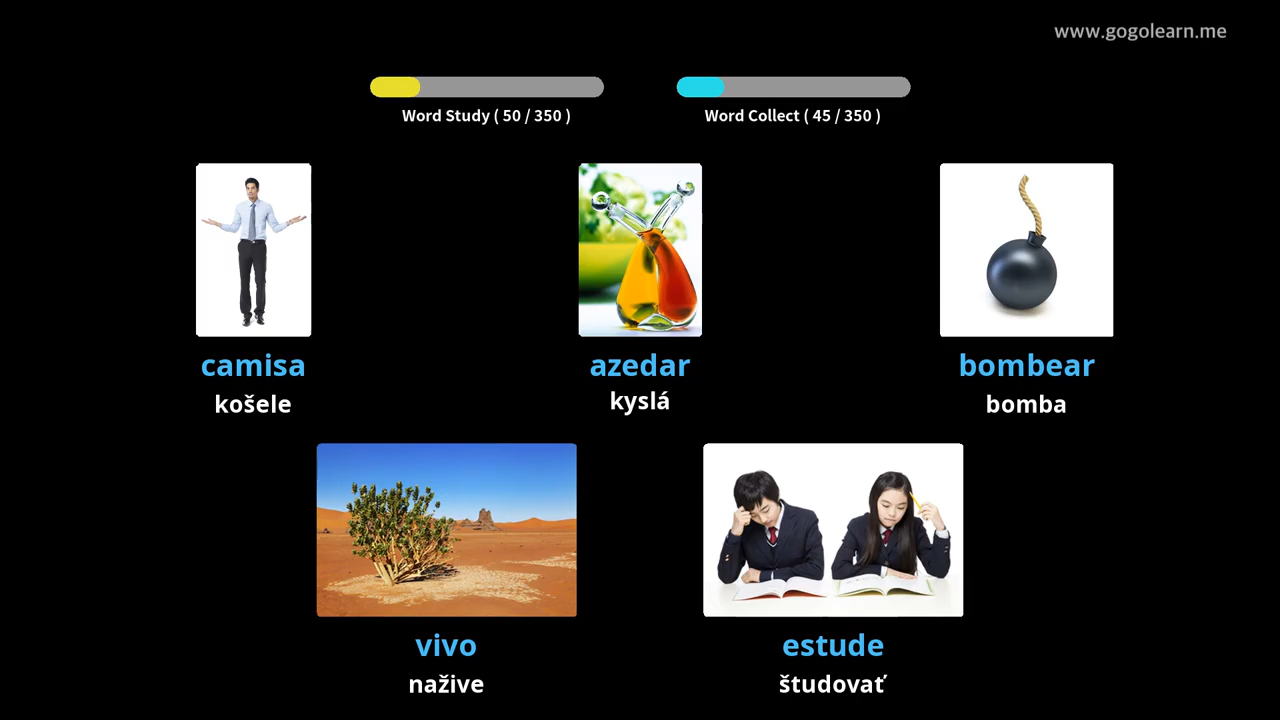 www.gogolearn.me
Word Study ( 50 / 350 )
Word Collect ( 45 / 350 )
camisa
košele
azedar
kyslá
bombear
bomba
vivo
nažive
estude
študovať